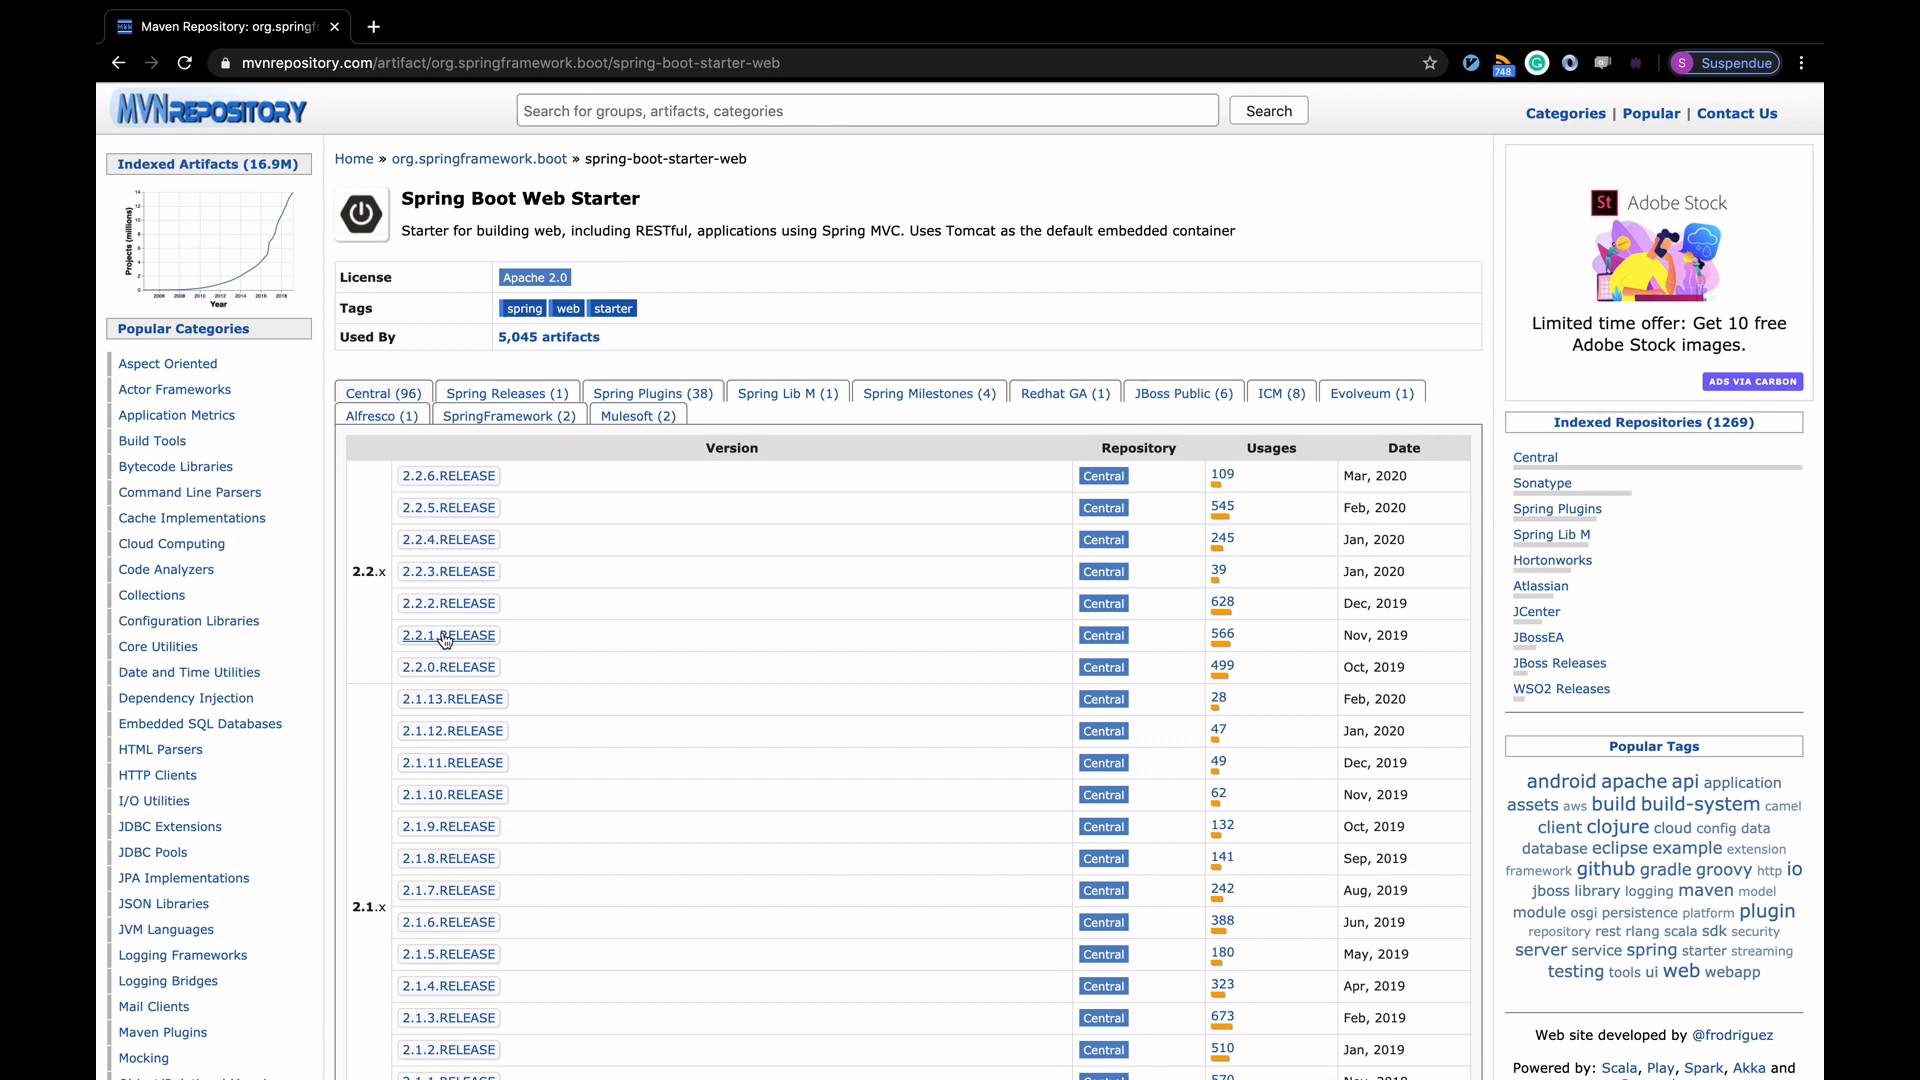 Maven Repository: org.springf
mvnrepository.com/artifact/org.springframework.boot/spring-boot-starter-web
748
S Suspendue
MVNREPOSITORY
Search for groups, artifacts, categories
Search
Categories | Popular | Contact Us
Indexed Artifacts (16.9M)
Projects (millions)
14
12
10
8
6
4
2
0
2006 2008 2010 2012 2014 2016 2018
Year
Popular Categories
Aspect Oriented
Actor Frameworks
Application Metrics
Build Tools
Bytecode Libraries
Command Line Parsers
Cache Implementations
Cloud Computing
Code Analyzers
Collections
Configuration Libraries
Core Utilities
Date and Time Utilities
Dependency Injection
Embedded SQL Databases
HTML Parsers
HTTP Clients
I/O Utilities
JDBC Extensions
JDBC Pools
JPA Implementations
JSON Libraries
JVM Languages
Logging Frameworks
Logging Bridges
Mail Clients
Maven Plugins
Mocking
Home » org.springframework.boot » spring-boot-starter-web
Spring Boot Web Starter
Starter for building web, including RESTful, applications using Spring MVC. Uses Tomcat as the default embedded container
License Apache 2.0
Tags spring web starter
Used By 5,045 artifacts
Central (96) Spring Releases (1) Spring Plugins (38) Spring Lib M (1) Spring Milestones (4) Redhat GA (1) JBoss Public (6) ICM (8) Evolveum (1)
Alfresco (1) SpringFramework (2) Mulesoft (2)
Version Repository Usages Date
2.2.x
2.2.6.RELEASE Central 109 Mar, 2020
2.2.5.RELEASE Central 545 Feb, 2020
2.2.4.RELEASE Central 245 Jan, 2020
2.2.3.RELEASE Central 39 Jan, 2020
2.2.2.RELEASE Central 628 Dec, 2019
2.2.1.RELEASE Central 566 Nov, 2019
2.2.0.RELEASE Central 499 Oct, 2019
2.1.x
2.1.13.RELEASE Central 28 Feb, 2020
2.1.12.RELEASE Central 47 Jan, 2020
2.1.11.RELEASE Central 49 Dec, 2019
2.1.10.RELEASE Central 62 Nov, 2019
2.1.9.RELEASE Central 132 Oct, 2019
2.1.8.RELEASE Central 141 Sep, 2019
2.1.7.RELEASE Central 242 Aug, 2019
2.1.6.RELEASE Central 388 Jun, 2019
2.1.5.RELEASE Central 180 May, 2019
2.1.4.RELEASE Central 323 Apr, 2019
2.1.3.RELEASE Central 673 Feb, 2019
2.1.2.RELEASE Central 510 Jan, 2019
St Adobe Stock
Limited time offer: Get 10 free
Adobe Stock images.
ADS VIA CARBON
Indexed Repositories (1269)
Central
Sonatype
Spring Plugins
Spring Lib M
Hortonworks
Atlassian
JCenter
JBossEA
JBoss Releases
WSO2 Releases
Popular Tags
android apache api application
assets aws build build-system camel
client clojure cloud config data
database eclipse example extension
framework github gradle groovy http io
jboss library logging maven model
module osgi persistence platform plugin
repository rest rlang scala sdk security
server service spring starter streaming
testing tools ui web webapp
Web site developed by @frodriguez
Powered by: Scala, Play, Spark, Akka and